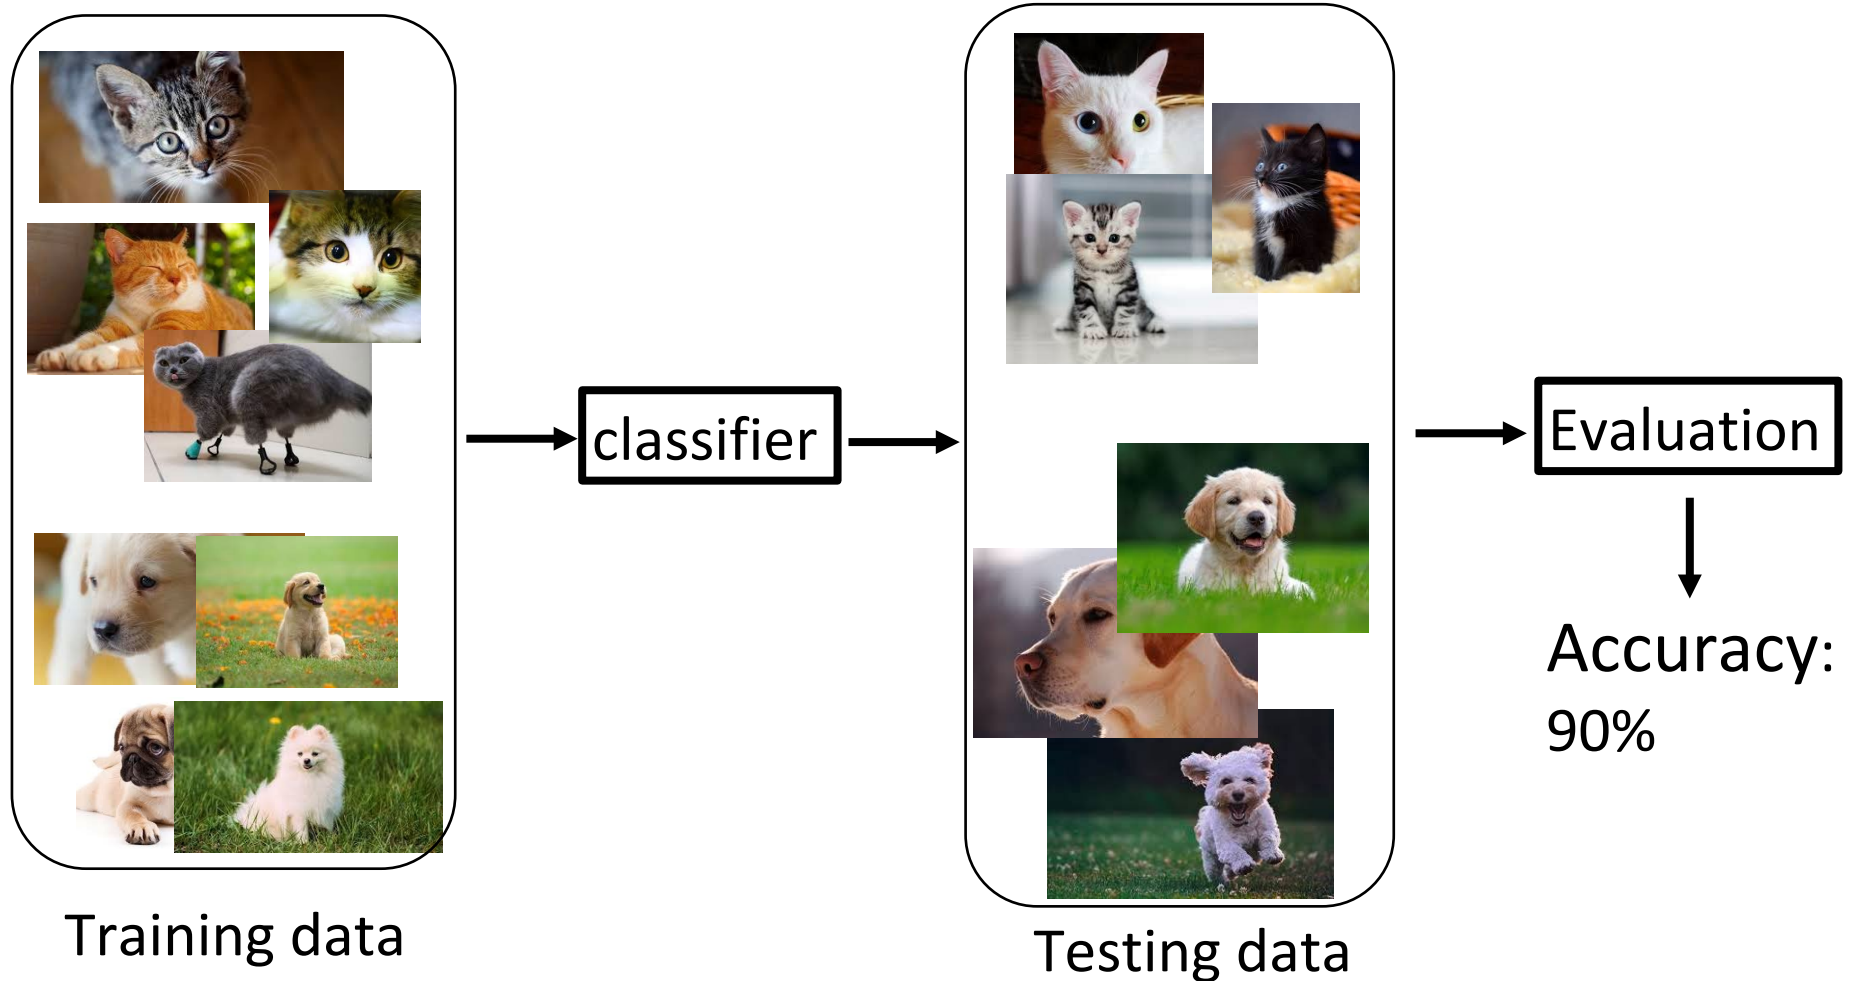 Training data
classifier
Testing data
Evaluation
Accuracy:
90%